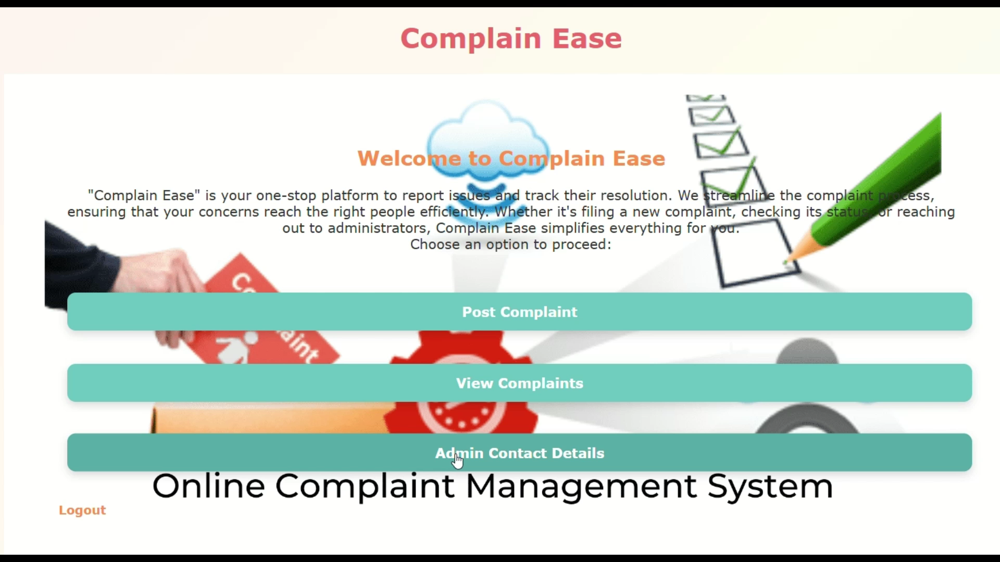 Complain Ease
Welcome to Complain Ease
"Complain Ease" is your one-stop platform to report issues and track their resolution. We streamline the complaint process,
ensuring that your concerns reach the right people efficiently. Whether it's filing a new complaint, checking its status, or reaching
out to administrators, Complain Ease simplifies everything for you.
Choose an option to proceed:
Post Complaint
View Complaints
Admin Contact Details
Online Complaint Management System
Logout